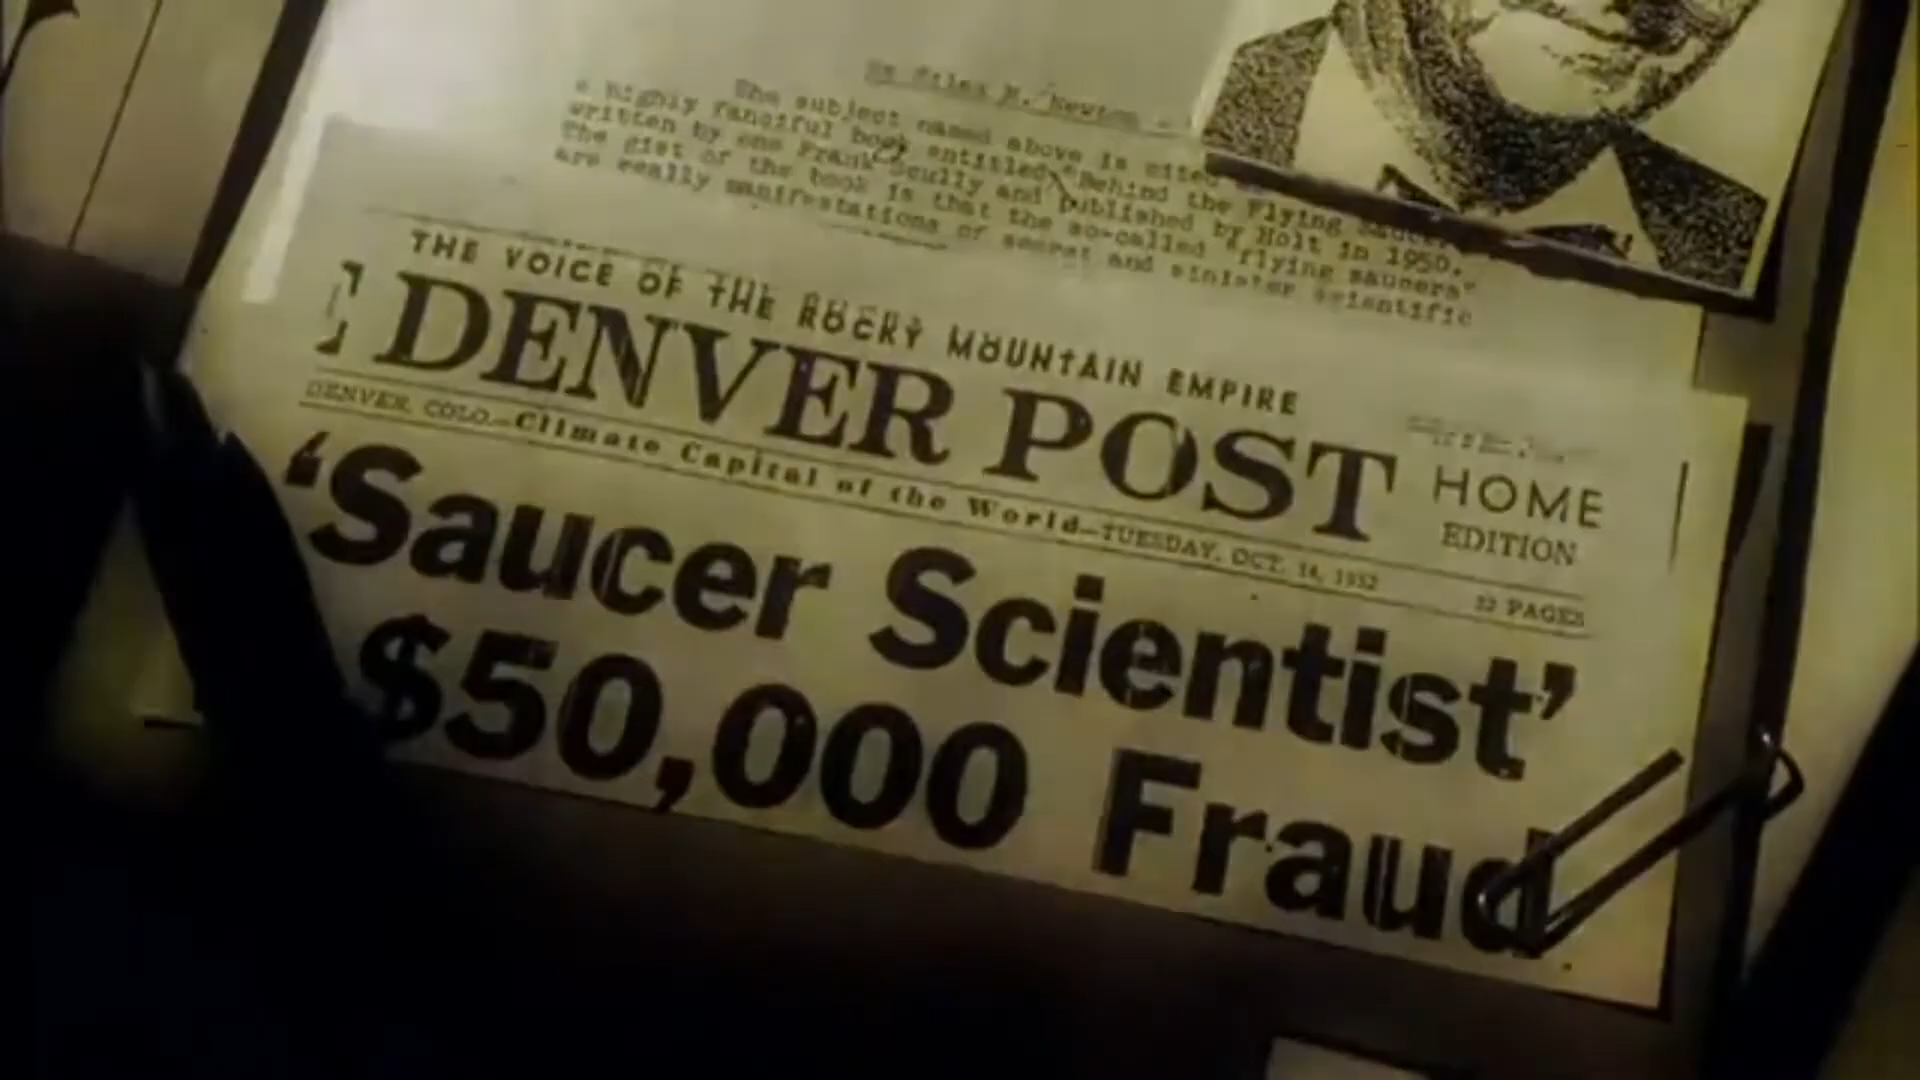 By Silas M. Newton
The subject named above is cited
a highly fanciful book entitled "Behind the Flying Saucers
written by one Frank Scully and published by Holt in 1950.
The gist of the book is that the so-called "flying saucers"
are really manifestations of secret and sinister scientific
THE VOICE OF THE ROCKY MOUNTAIN EMPIRE
DENVER POST
HOME
EDITION
DENVER, COLO.—Climate Capital of the World—TUESDAY, OCT. 14, 1952
32 PAGES
'Saucer Scientist'
$50,000 Fraud